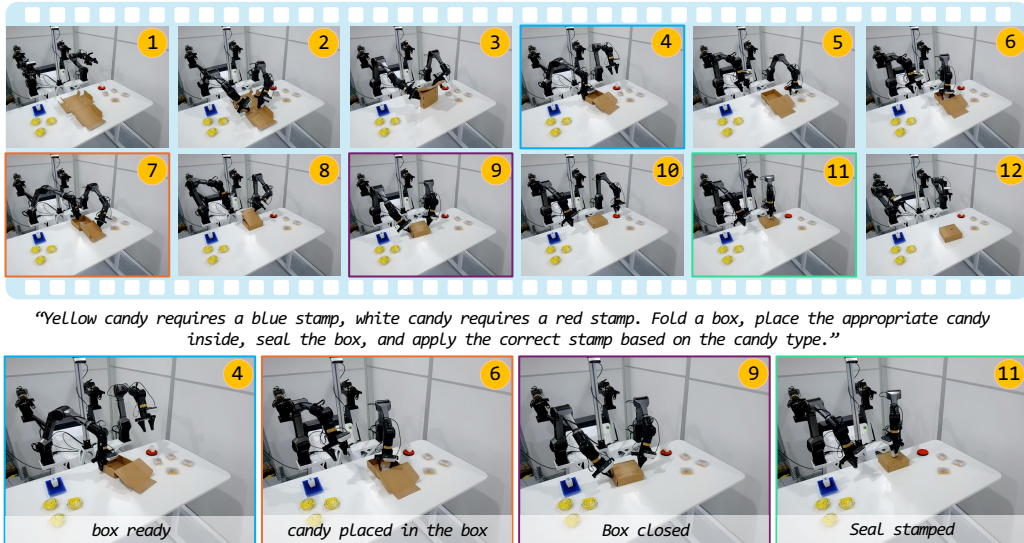 1 2 3 4 5 6
7 8 9 10 11 12
“Yellow candy requires a blue stamp, white candy requires a red stamp. Fold a box, place the appropriate candy
inside, seal the box, and apply the correct stamp based on the candy type.”
4 6 9 11
box ready candy placed in the box Box closed Seal stamped